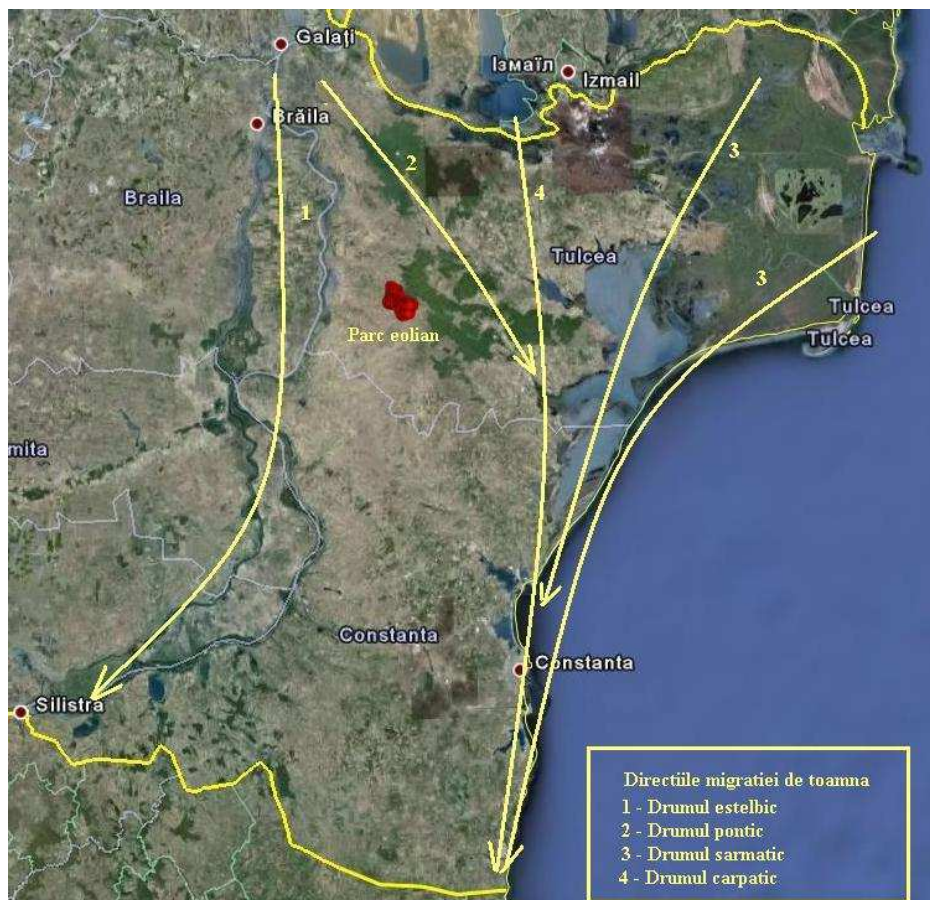 Galați
Ізмаїл
Izmail
Brăila
2
3
4
Braila
1
Tulcea
3
Tulcea
Parc eolian
Tulcea
mita
Constanta
Constanta
Silistra
Directiile migratiei de toamna
1 - Drumul estelbic
2 - Drumul pontic
3 - Drumul sarmatic
4 - Drumul carpatic